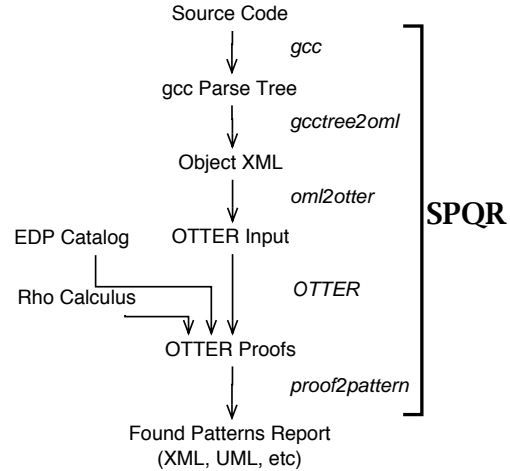 Source Code
gcc
gcc Parse Tree
gcctree2oml
Object XML
oml2otter
SPQR
EDP Catalog
OTTER Input
Rho Calculus
OTTER
OTTER Proofs
proof2pattern
Found Patterns Report
(XML, UML, etc)